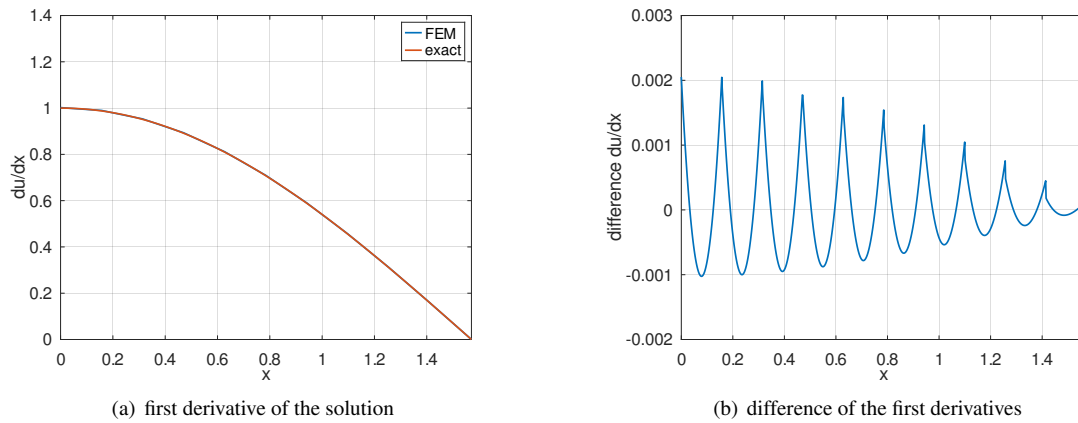 1.4
1.2
1
0.8
0.6
0.4
0.2
0
du/dx
FEM
exact
0 0.2 0.4 0.6 0.8 1 1.2 1.4
x
(a) first derivative of the solution
0.003
0.002
0.001
0
-0.001
-0.002
difference du/dx
0 0.2 0.4 0.6 0.8 1 1.2 1.4
x
(b) difference of the first derivatives